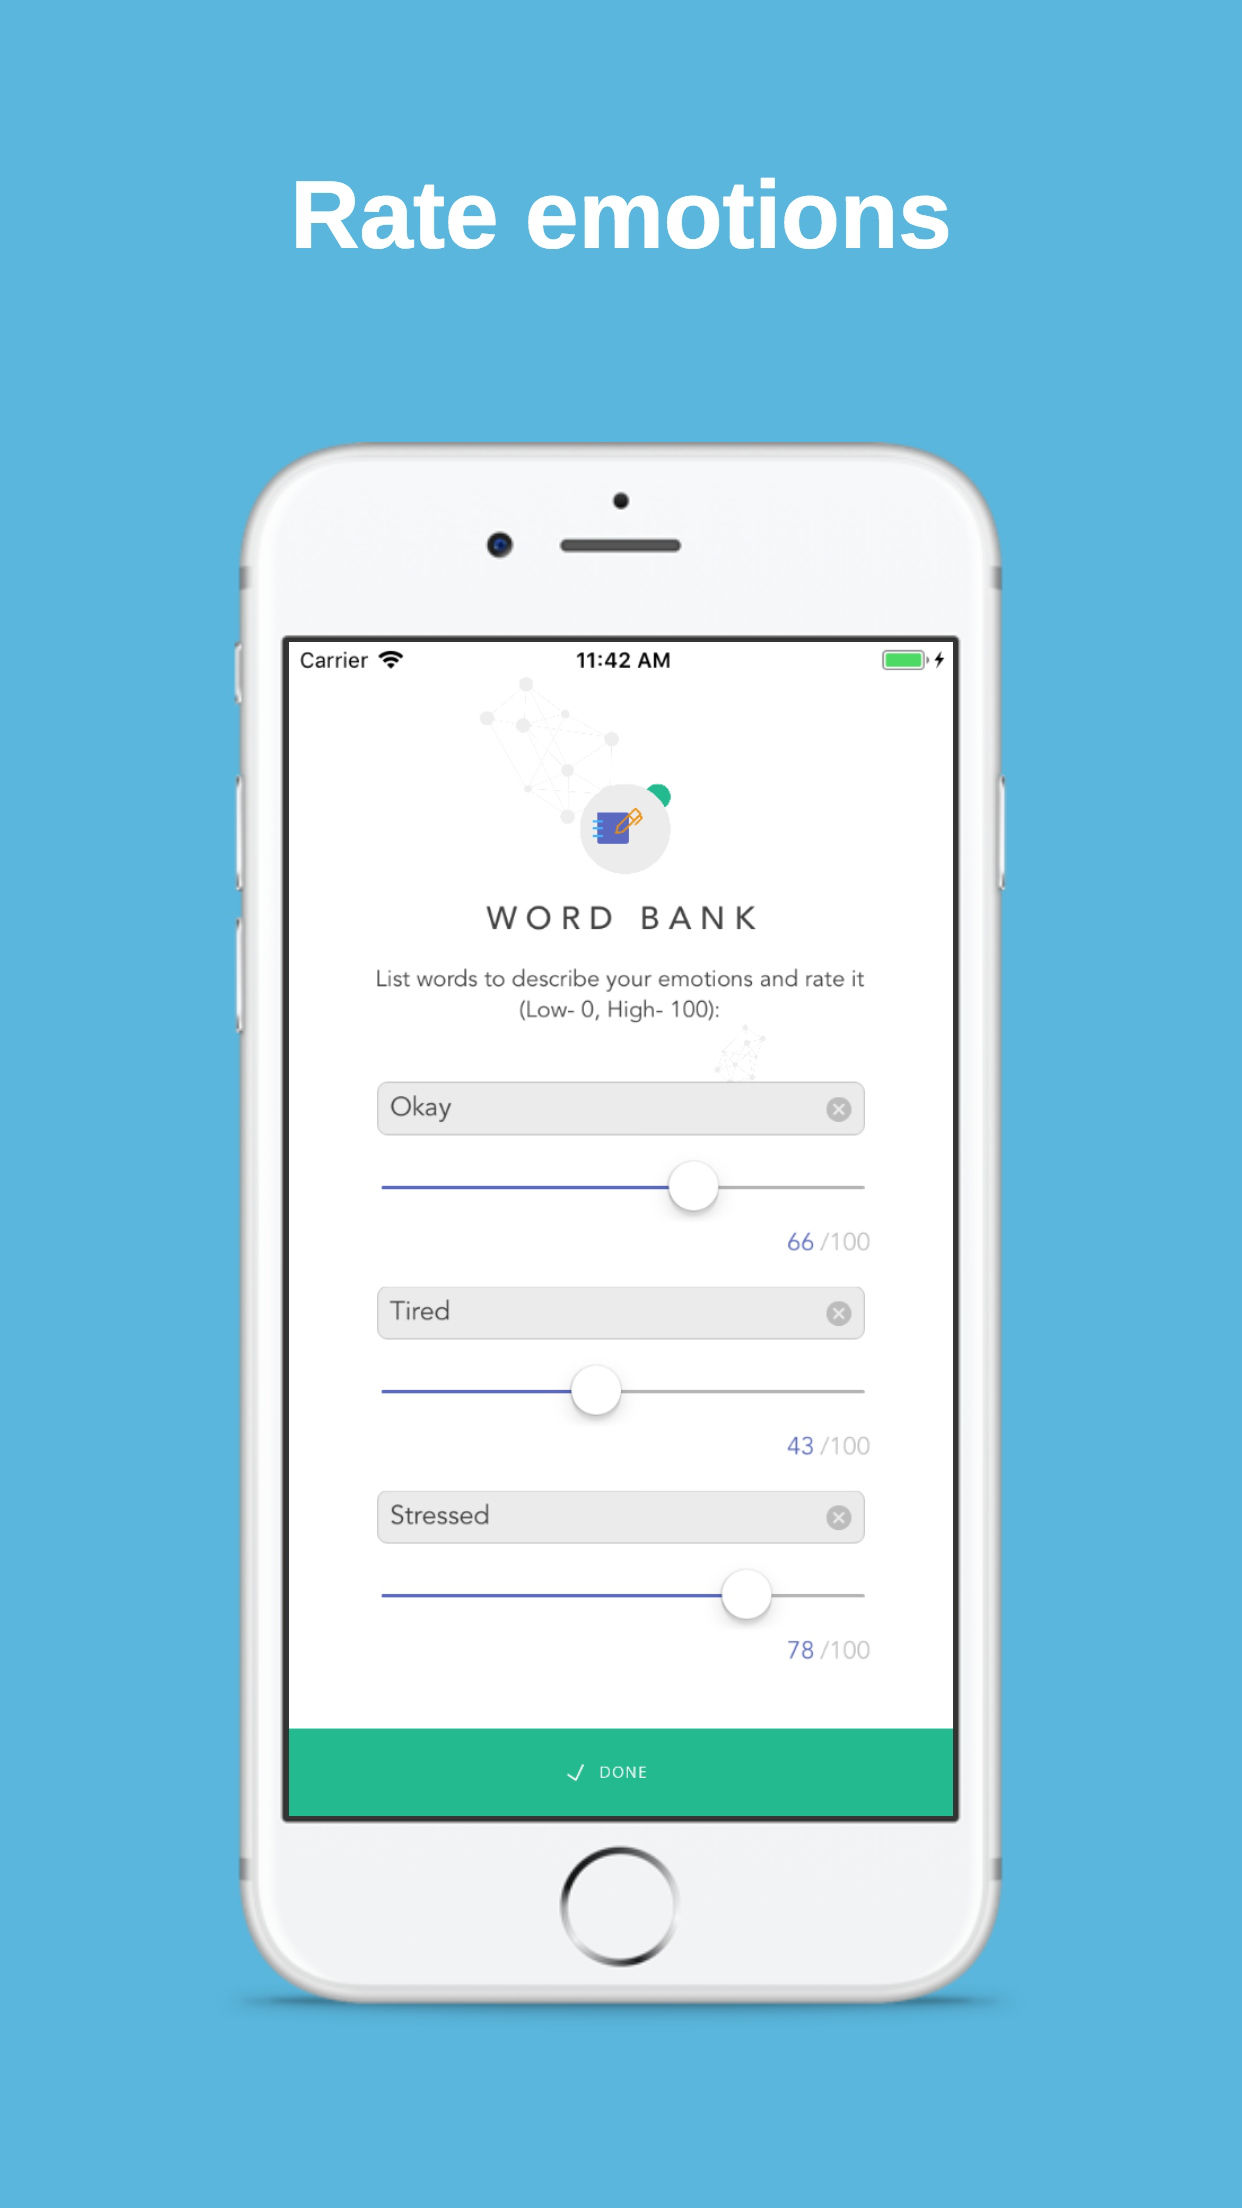 Rate emotions
Carrier
11:42 AM
WORD BANK
List words to describe your emotions and rate it
(Low- 0, High- 100):
Okay
66 /100
Tired
43 /100
Stressed
78 /100
DONE